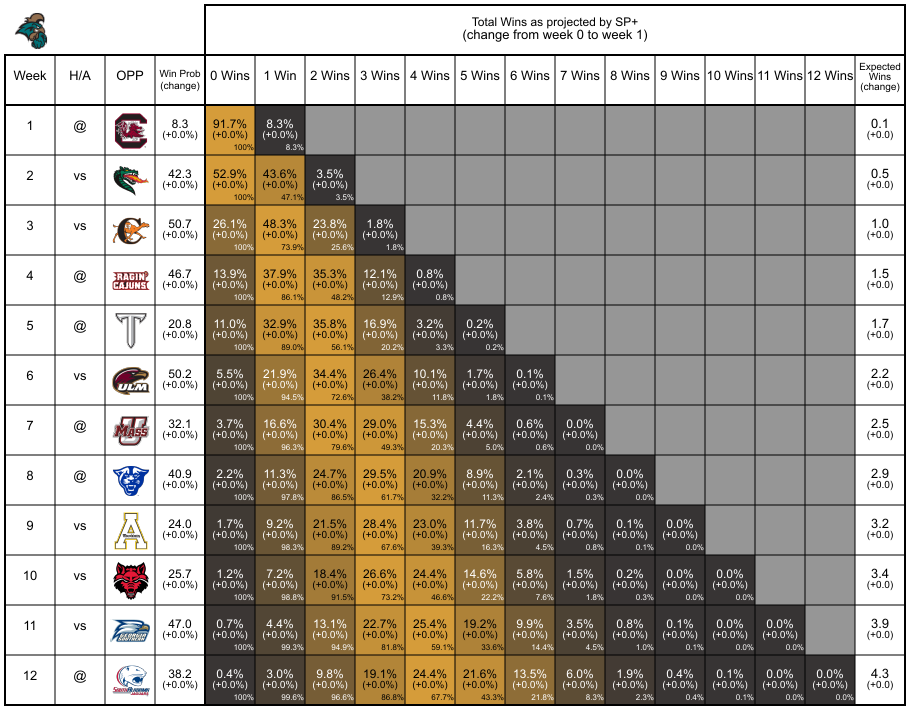 Total Wins as projected by SP+
(change from week 0 to week 1)
Week H/A OPP Win Prob (change) 0 Wins 1 Win 2 Wins 3 Wins 4 Wins 5 Wins 6 Wins 7 Wins 8 Wins 9 Wins 10 Wins 11 Wins 12 Wins Expected Wins (change)
1 @ C 8.3 91.7% 8.3% 0.1
(+0.0%) (+0.0%) (+0.0%) (+0.0)
100% 8.3%
2 vs 42.3 52.9% 43.6% 3.5% 0.5
(+0.0%) (+0.0%) (+0.0%) (+0.0%) (+0.0)
100% 47.1% 3.5%
3 vs C 50.7 26.1% 48.3% 23.8% 1.8% 1.0
(+0.0%) (+0.0%) (+0.0%) (+0.0%) (+0.0%) (+0.0)
100% 73.9% 25.6% 1.8%
4 @ RAGIN' CAJUNS 46.7 13.9% 37.9% 35.3% 12.1% 0.8% 1.5
(+0.0%) (+0.0%) (+0.0%) (+0.0%) (+0.0%) (+0.0%) (+0.0)
100% 86.1% 48.2% 12.9% 0.8%
5 @ T 20.8 11.0% 32.9% 35.8% 16.9% 3.2% 0.2% 1.7
(+0.0%) (+0.0%) (+0.0%) (+0.0%) (+0.0%) (+0.0%) (+0.0%) (+0.0)
100% 89.0% 56.1% 20.2% 3.3% 0.2%
6 vs ULM 50.2 5.5% 21.9% 34.4% 26.4% 10.1% 1.7% 0.1% 2.2
(+0.0%) (+0.0%) (+0.0%) (+0.0%) (+0.0%) (+0.0%) (+0.0%) (+0.0%) (+0.0)
100% 94.5% 72.6% 38.2% 11.8% 1.8% 0.1%
7 @ U MASS 32.1 3.7% 16.6% 30.4% 29.0% 15.3% 4.4% 0.6% 0.0% 2.5
(+0.0%) (+0.0%) (+0.0%) (+0.0%) (+0.0%) (+0.0%) (+0.0%) (+0.0%) (+0.0%) (+0.0)
100% 96.3% 79.6% 49.3% 20.3% 5.0% 0.6% 0.0%
8 @ 40.9 2.2% 11.3% 24.7% 29.5% 20.9% 8.9% 2.1% 0.3% 0.0% 2.9
(+0.0%) (+0.0%) (+0.0%) (+0.0%) (+0.0%) (+0.0%) (+0.0%) (+0.0%) (+0.0%) (+0.0%) (+0.0)
100% 97.8% 86.5% 61.7% 32.2% 11.3% 2.4% 0.3% 0.0%
9 vs A 24.0 1.7% 9.2% 21.5% 28.4% 23.0% 11.7% 3.8% 0.7% 0.1% 0.0% 3.2
(+0.0%) (+0.0%) (+0.0%) (+0.0%) (+0.0%) (+0.0%) (+0.0%) (+0.0%) (+0.0%) (+0.0%) (+0.0%) (+0.0)
100% 98.3% 89.2% 67.6% 39.3% 16.3% 4.5% 0.8% 0.1% 0.0%
10 vs 25.7 1.2% 7.2% 18.4% 26.6% 24.4% 14.6% 5.8% 1.5% 0.2% 0.0% 0.0% 3.4
(+0.0%) (+0.0%) (+0.0%) (+0.0%) (+0.0%) (+0.0%) (+0.0%) (+0.0%) (+0.0%) (+0.0%) (+0.0%) (+0.0%) (+0.0)
100% 98.8% 91.5% 73.2% 46.6% 22.2% 7.6% 1.8% 0.3% 0.0% 0.0%
11 vs 47.0 0.7% 4.4% 13.1% 22.7% 25.4% 19.2% 9.9% 3.5% 0.8% 0.1% 0.0% 0.0% 3.9
(+0.0%) (+0.0%) (+0.0%) (+0.0%) (+0.0%) (+0.0%) (+0.0%) (+0.0%) (+0.0%) (+0.0%) (+0.0%) (+0.0%) (+0.0%) (+0.0)
100% 99.3% 94.9% 81.8% 59.1% 33.6% 14.4% 4.5% 1.0% 0.1% 0.0% 0.0%
12 @ 38.2 0.4% 3.0% 9.8% 19.1% 24.4% 21.6% 13.5% 6.0% 1.9% 0.4% 0.1% 0.0% 0.0% 4.3
(+0.0%) (+0.0%) (+0.0%) (+0.0%) (+0.0%) (+0.0%) (+0.0%) (+0.0%) (+0.0%) (+0.0%) (+0.0%) (+0.0%) (+0.0%) (+0.0%) (+0.0)
100% 99.6% 96.6% 86.8% 67.7% 43.3% 21.8% 8.3% 2.3% 0.4% 0.1% 0.0% 0.0%